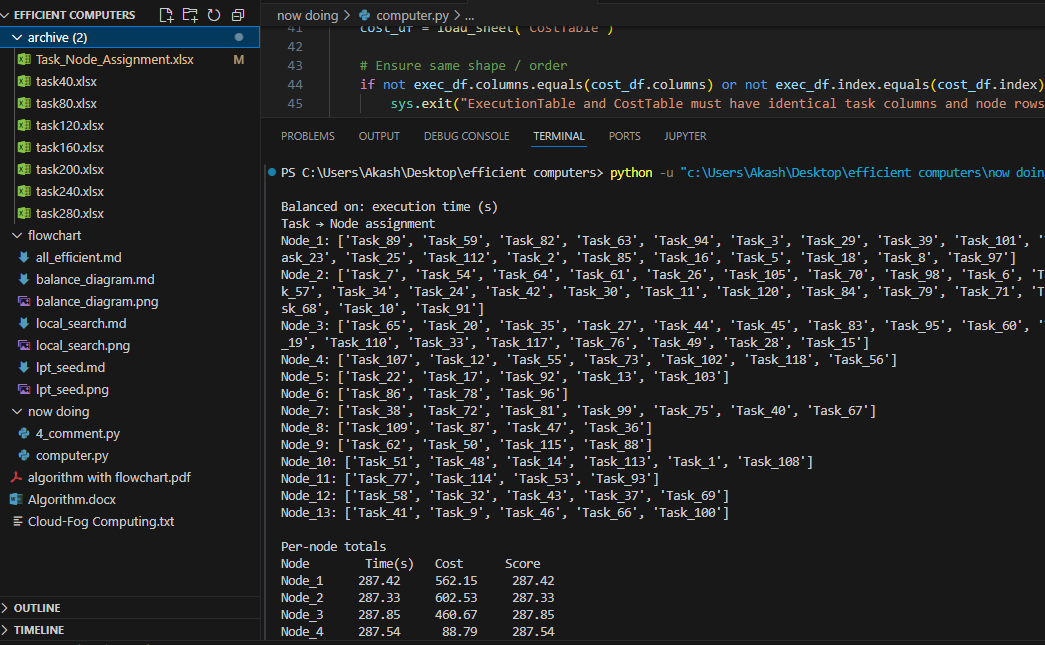 EFFICIENT COMPUTERS
archive (2)
Task_Node_Assignment.xlsx M
task40.xlsx
task80.xlsx
task120.xlsx
task160.xlsx
task200.xlsx
task240.xlsx
task280.xlsx
flowchart
all_efficient.md
balance_diagram.md
balance_diagram.png
local_search.md
local_search.png
lpt_seed.md
lpt_seed.png
now doing
4_comment.py
computer.py
algorithm with flowchart.pdf
Algorithm.docx
Cloud-Fog Computing.txt
OUTLINE
TIMELINE
now doing > computer.py > ...
41 cost_df = load_sheet("CostTable")
42
43 # Ensure same shape / order
44 if not exec_df.columns.equals(cost_df.columns) or not exec_df.index.equals(cost_df.index)
45 sys.exit("ExecutionTable and CostTable must have identical task columns and node rows
PROBLEMS OUTPUT DEBUG CONSOLE TERMINAL PORTS JUPYTER
PS C:\Users\Akash\Desktop\efficient computers> python -u "c:\Users\Akash\Desktop\efficient computers\now doin
Balanced on: execution time (s)
Task → Node assignment
Node_1: ['Task_89', 'Task_59', 'Task_82', 'Task_63', 'Task_94', 'Task_3', 'Task_29', 'Task_39', 'Task_101', '
ask_23', 'Task_25', 'Task_112', 'Task_2', 'Task_85', 'Task_16', 'Task_5', 'Task_18', 'Task_8', 'Task_97']
Node_2: ['Task_7', 'Task_54', 'Task_64', 'Task_61', 'Task_26', 'Task_105', 'Task_70', 'Task_98', 'Task_6', 'T
k_57', 'Task_34', 'Task_24', 'Task_42', 'Task_30', 'Task_11', 'Task_120', 'Task_84', 'Task_79', 'Task_71', 'T
sk_68', 'Task_10', 'Task_91']
Node_3: ['Task_65', 'Task_20', 'Task_35', 'Task_27', 'Task_44', 'Task_45', 'Task_83', 'Task_95', 'Task_60', '
_19', 'Task_110', 'Task_33', 'Task_117', 'Task_76', 'Task_49', 'Task_28', 'Task_15']
Node_4: ['Task_107', 'Task_12', 'Task_55', 'Task_73', 'Task_102', 'Task_118', 'Task_56']
Node_5: ['Task_22', 'Task_17', 'Task_92', 'Task_13', 'Task_103']
Node_6: ['Task_86', 'Task_78', 'Task_96']
Node_7: ['Task_38', 'Task_72', 'Task_81', 'Task_99', 'Task_75', 'Task_40', 'Task_67']
Node_8: ['Task_109', 'Task_87', 'Task_47', 'Task_36']
Node_9: ['Task_62', 'Task_50', 'Task_115', 'Task_88']
Node_10: ['Task_51', 'Task_48', 'Task_14', 'Task_113', 'Task_1', 'Task_108']
Node_11: ['Task_77', 'Task_114', 'Task_53', 'Task_93']
Node_12: ['Task_58', 'Task_32', 'Task_43', 'Task_37', 'Task_69']
Node_13: ['Task_41', 'Task_9', 'Task_46', 'Task_66', 'Task_100']
Per-node totals
Node Time(s) Cost Score
Node_1 287.42 562.15 287.42
Node_2 287.33 602.53 287.33
Node_3 287.85 460.67 287.85
Node_4 287.54 88.79 287.54